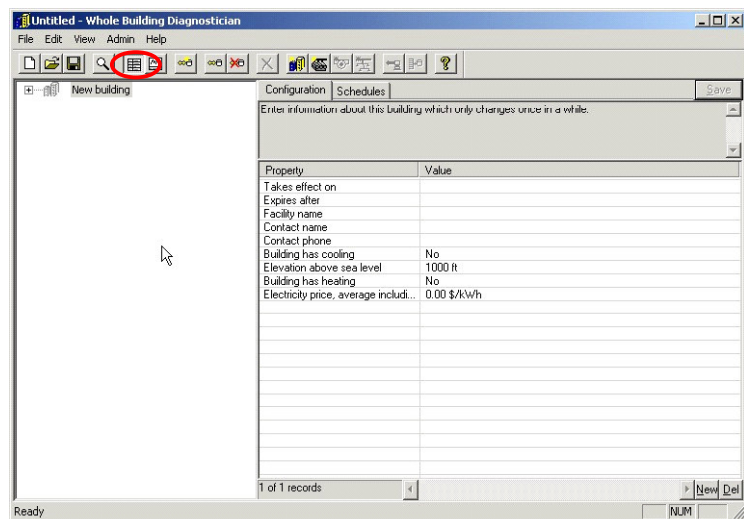 Untitled - Whole Building Diagnostician
File Edit View Admin Help
New building
Configuration Schedules Save
Enter information about this building which only changes once in a while.
Property Value
Takes effect on
Expires after
Facility name
Contact name
Contact phone
Building has cooling No
Elevation above sea level 1000 ft
Building has heating No
Electricity price, average includi... 0.00 $/kWh
1 of 1 records New Del
Ready NUM